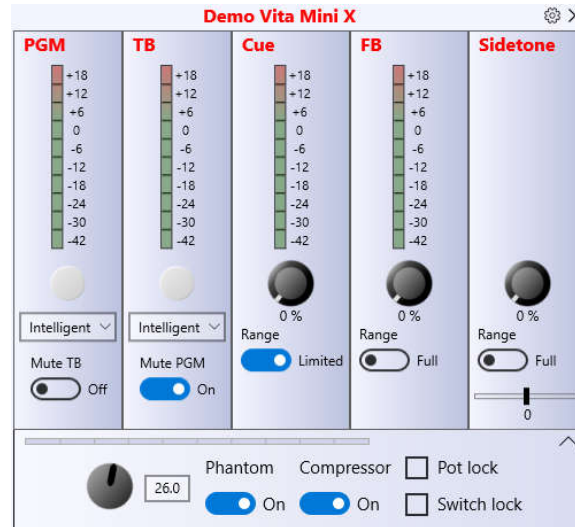 Demo Vita Mini X
PGM
+18
+12
+6
0
-6
-12
-18
-24
-30
-42
Intelligent
Mute TB
Off
TB
+18
+12
+6
0
-6
-12
-18
-24
-30
-42
Intelligent
Mute PGM
On
Cue
+18
+12
+6
0
-6
-12
-18
-24
-30
-42
0 %
Range
Limited
FB
+18
+12
+6
0
-6
-12
-18
-24
-30
-42
0 %
Range
Full
Sidetone
0 %
Range
Full
0
26.0
Phantom
On
Compressor
On
Pot lock
Switch lock